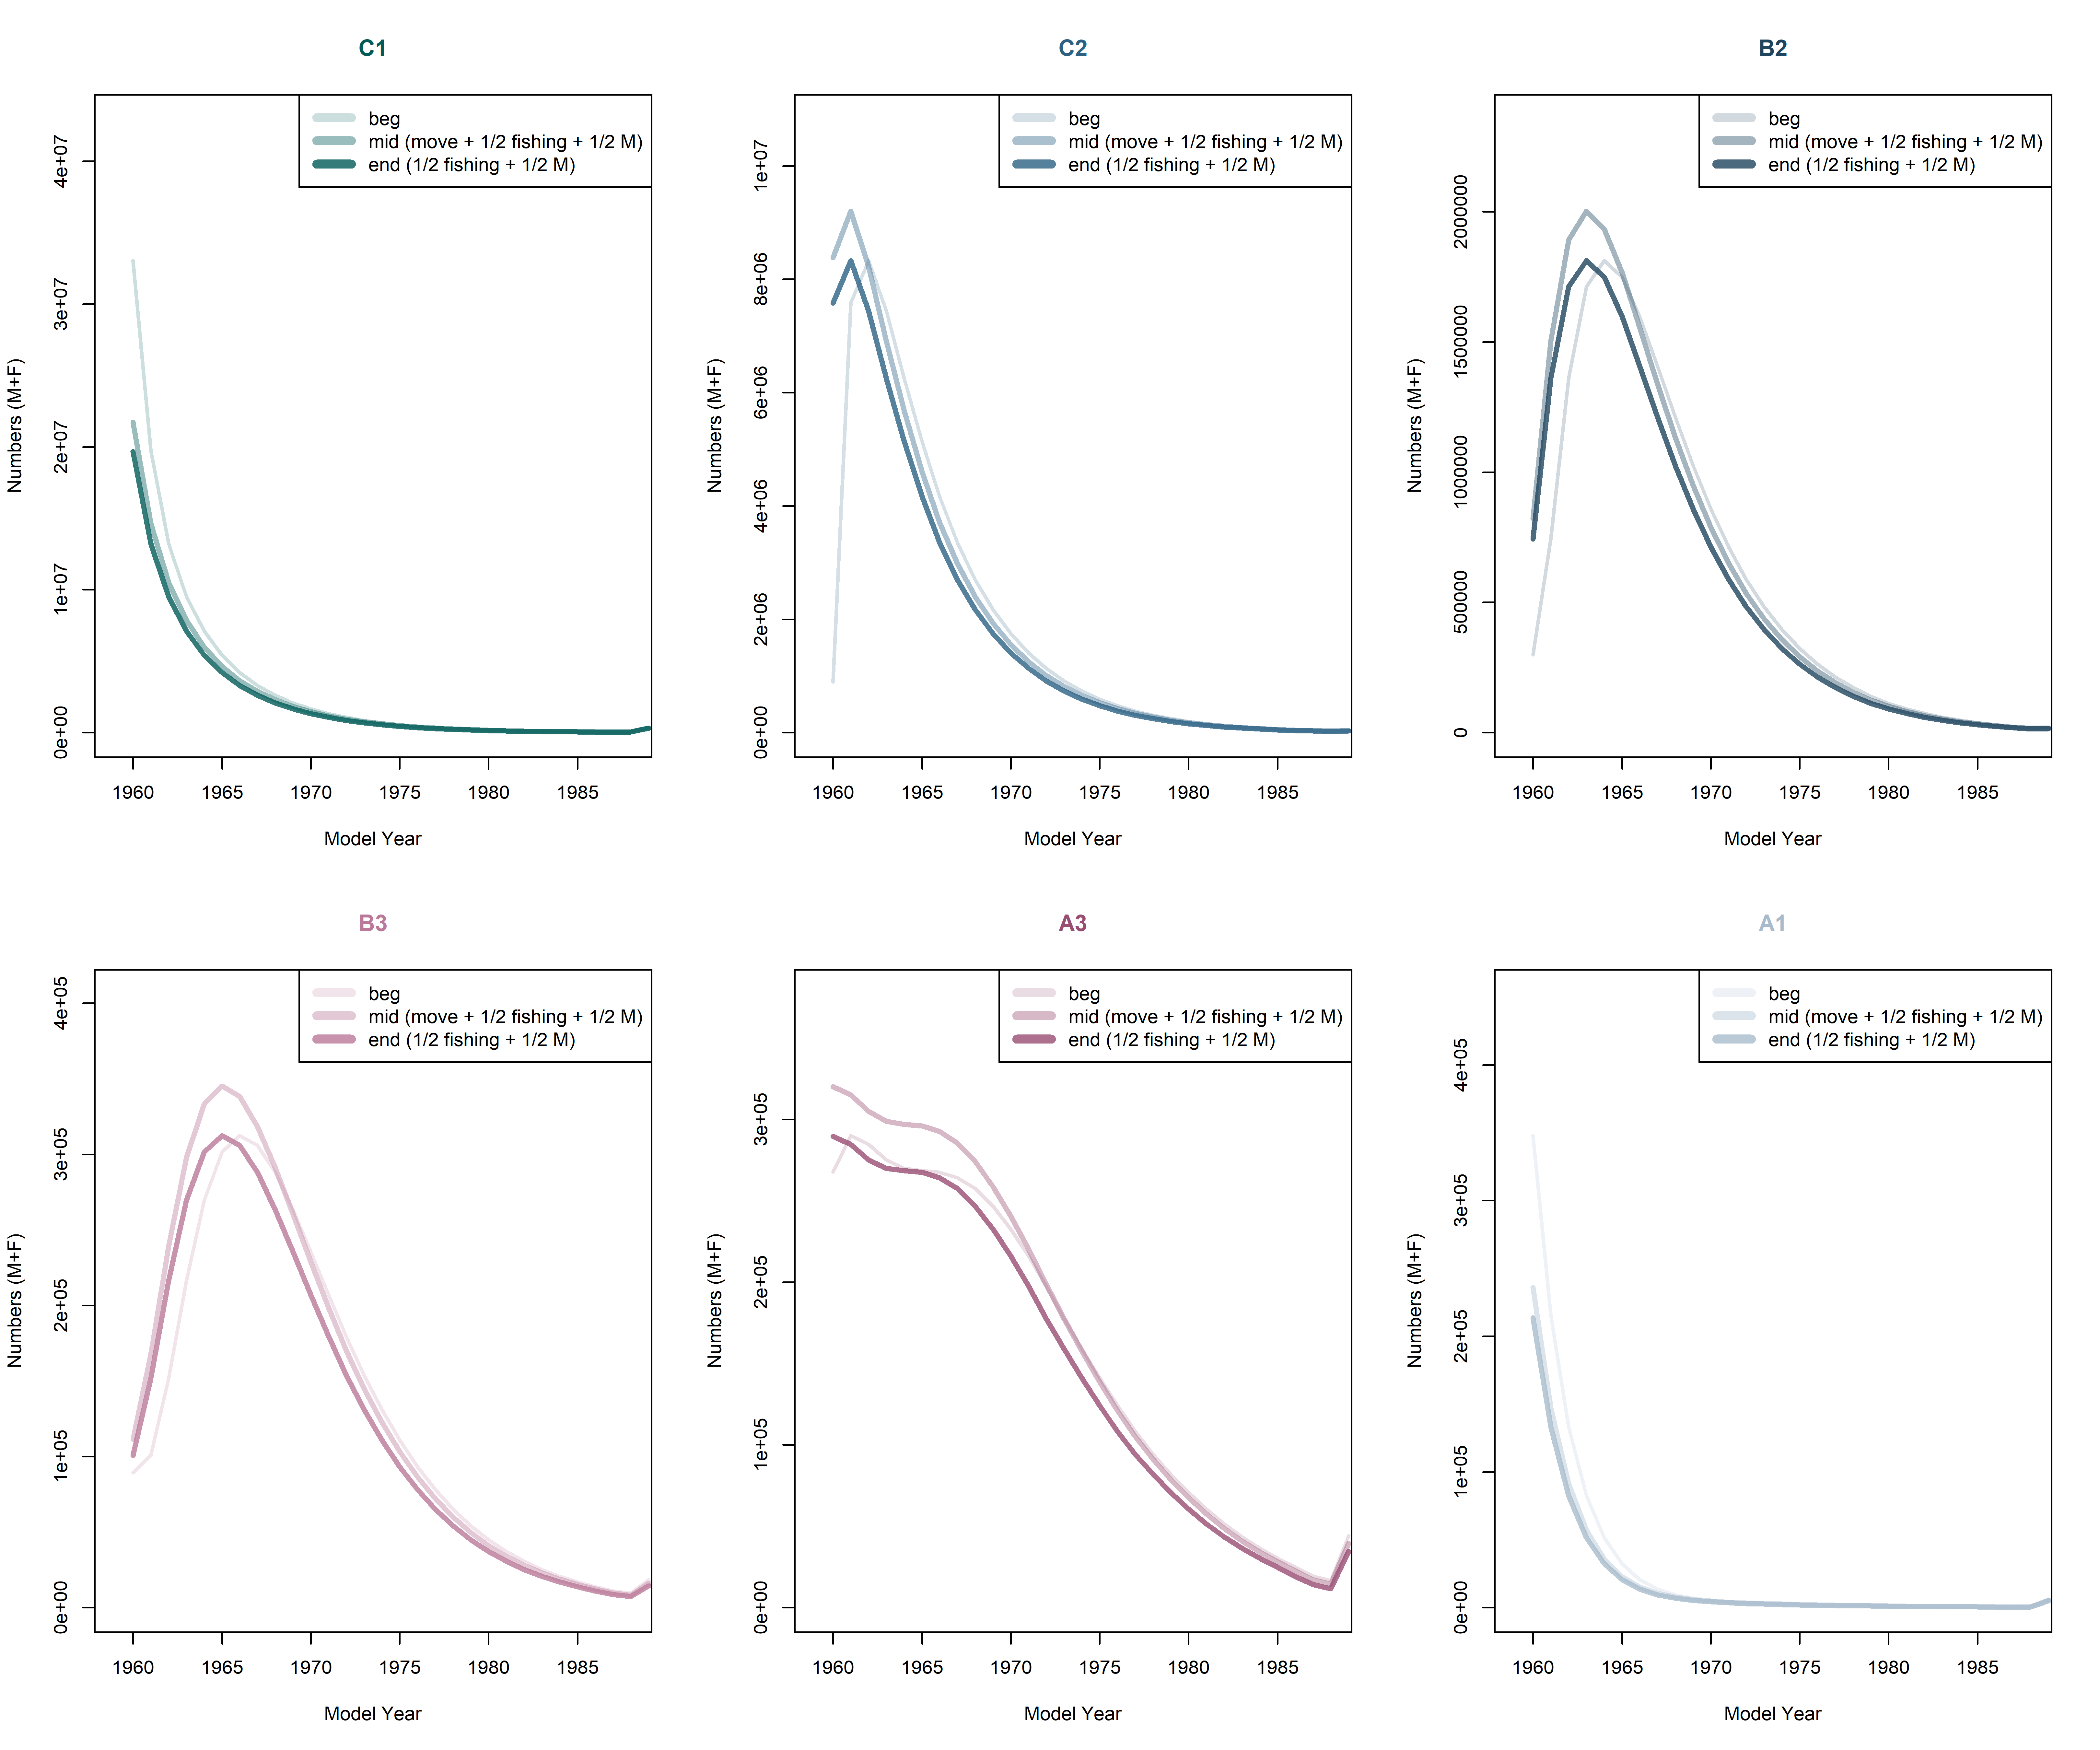 C1
beg
mid (move + 1/2 fishing + 1/2 M)
end (1/2 fishing + 1/2 M)
Numbers (M+F)
4e+07
3e+07
2e+07
1e+07
0e+00
1960 1965 1970 1975 1980 1985
Model Year
C2
beg
mid (move + 1/2 fishing + 1/2 M)
end (1/2 fishing + 1/2 M)
Numbers (M+F)
1e+07
8e+06
6e+06
4e+06
2e+06
0e+00
1960 1965 1970 1975 1980 1985
Model Year
B2
beg
mid (move + 1/2 fishing + 1/2 M)
end (1/2 fishing + 1/2 M)
Numbers (M+F)
2000000
1500000
1000000
500000
0
1960 1965 1970 1975 1980 1985
Model Year
B3
beg
mid (move + 1/2 fishing + 1/2 M)
end (1/2 fishing + 1/2 M)
Numbers (M+F)
4e+05
3e+05
2e+05
1e+05
0e+00
1960 1965 1970 1975 1980 1985
Model Year
A3
beg
mid (move + 1/2 fishing + 1/2 M)
end (1/2 fishing + 1/2 M)
Numbers (M+F)
3e+05
2e+05
1e+05
0e+00
1960 1965 1970 1975 1980 1985
Model Year
A1
beg
mid (move + 1/2 fishing + 1/2 M)
end (1/2 fishing + 1/2 M)
Numbers (M+F)
4e+05
3e+05
2e+05
1e+05
0e+00
1960 1965 1970 1975 1980 1985
Model Year